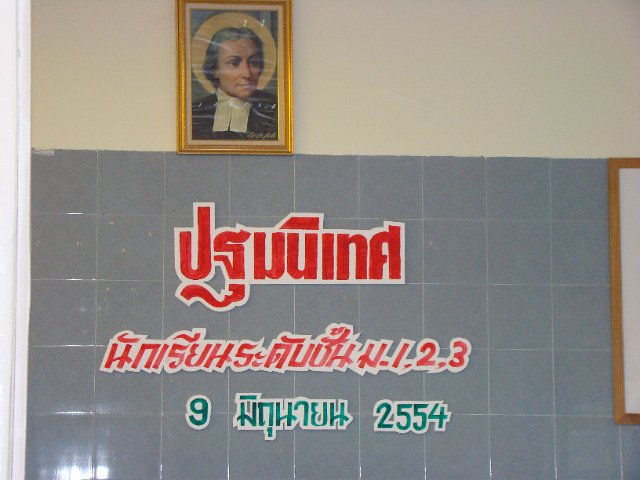 ปฐมนิเทศ
นักเรียนระดับชั้น ม.1,2,3
9 มิถุนายน 2554